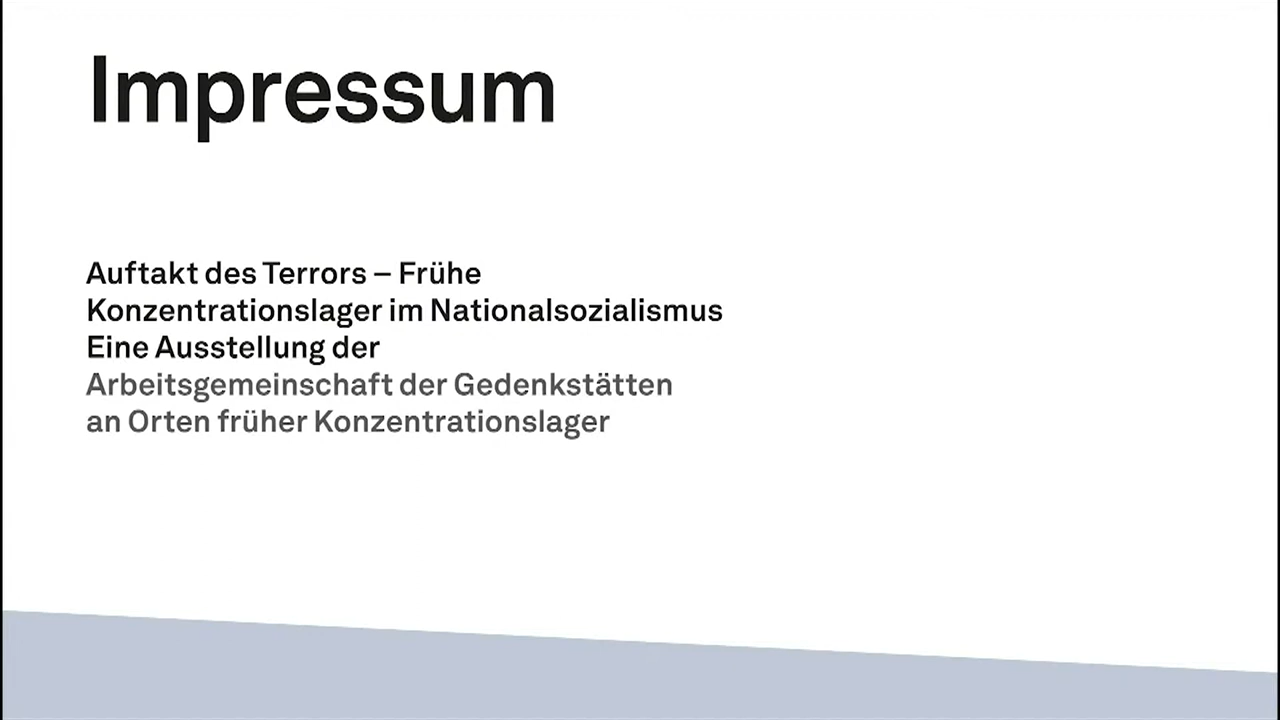 Impressum
Auftakt des Terrors – Frühe
Konzentrationslager im Nationalsozialismus
Eine Ausstellung der
Arbeitsgemeinschaft der Gedenkstätten
an Orten früher Konzentrationslager